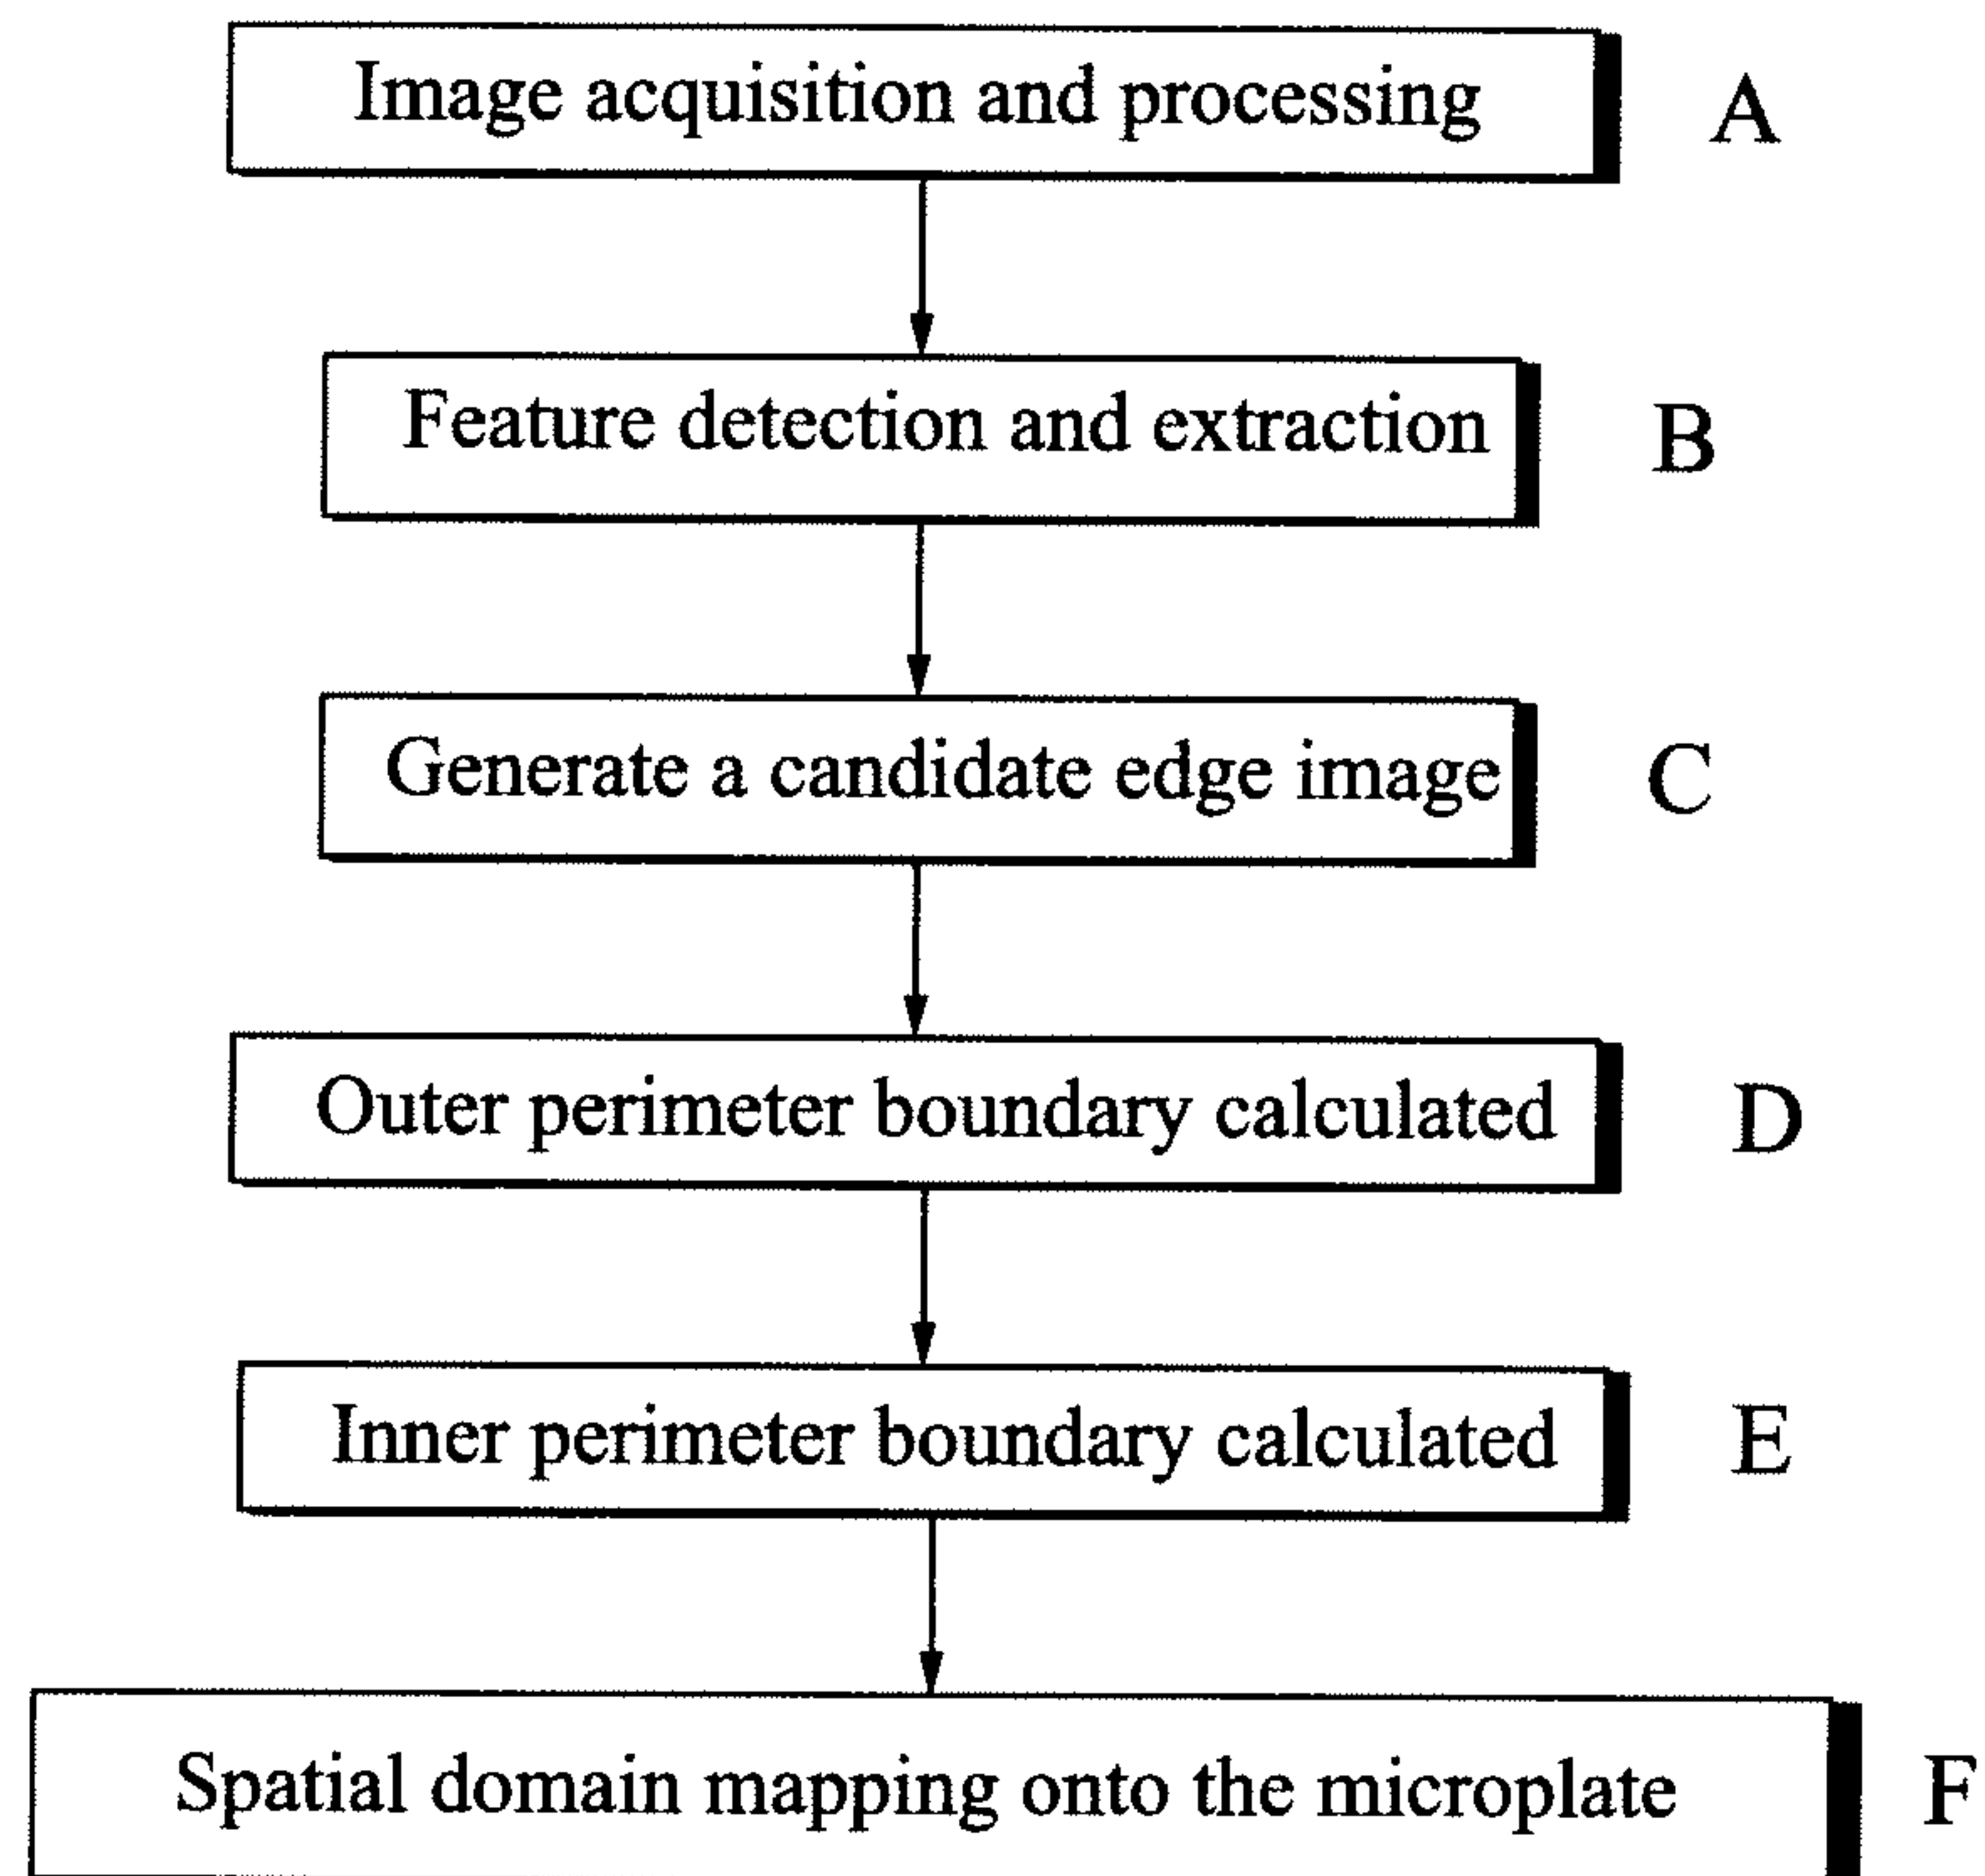 Image acquisition and processing A
Feature detection and extraction B
Generate a candidate edge image C
Outer perimeter boundary calculated D
Inner perimeter boundary calculated E
Spatial domain mapping onto the microplate F